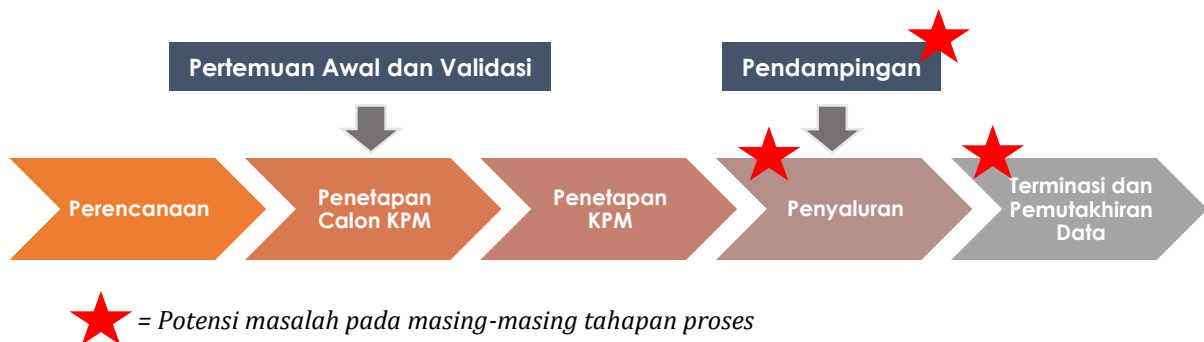 Pertemuan Awal dan Validasi
Pendampingan
Perencanaan
Penetapan
Calon KPM
Penetapan
KPM
Penyaluran
Terminasi dan
Pemutakhiran
Data
= Potensi masalah pada masing-masing tahapan proses